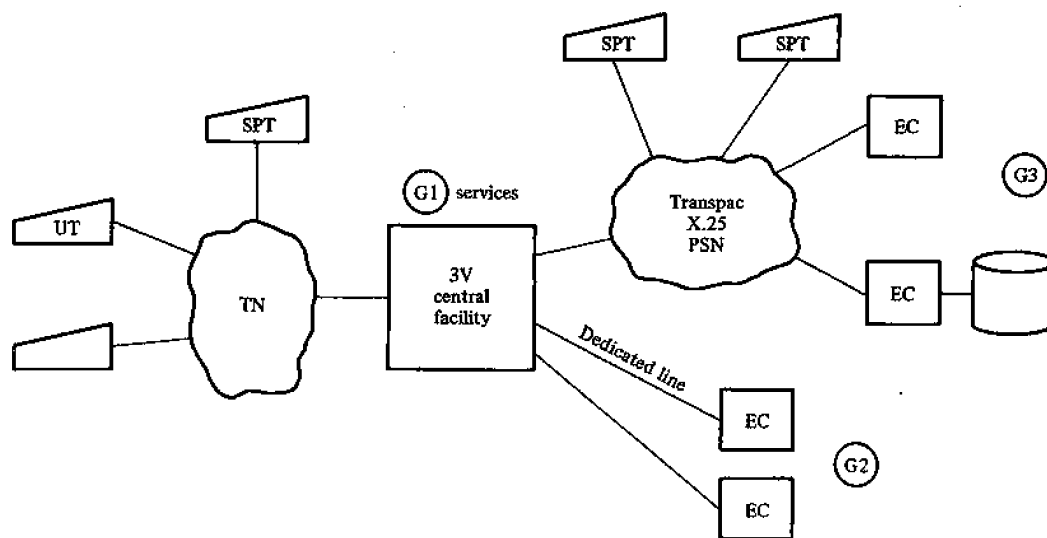 SPT
SPT
SPT
EC
G1 services
G3
UT
Transpac
X.25
PSN
3V
central
facility
TN
EC
Dedicated line
EC
G2
EC